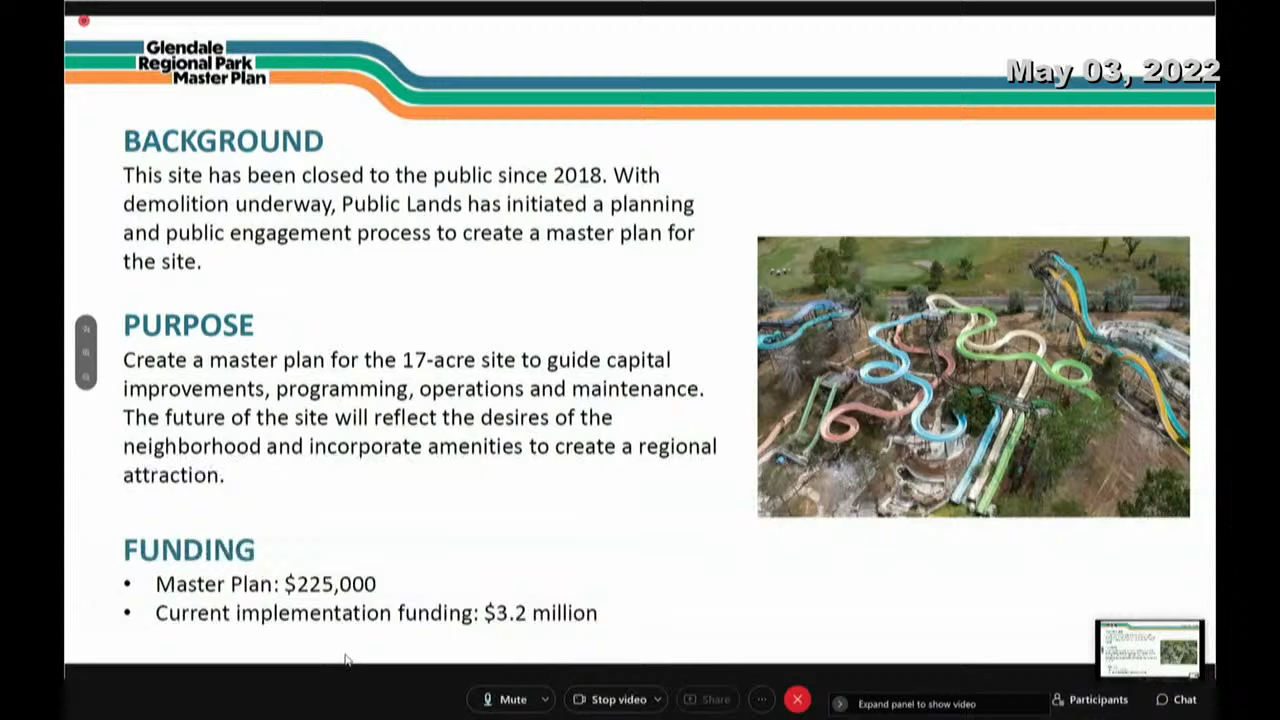 Glendale
Regional Park
Master Plan
May 03, 2022
BACKGROUND
This site has been closed to the public since 2018. With
demolition underway, Public Lands has initiated a planning
and public engagement process to create a master plan for
the site.
PURPOSE
Create a master plan for the 17-acre site to guide capital
improvements, programming, operations and maintenance.
The future of the site will reflect the desires of the
neighborhood and incorporate amenities to create a regional
attraction.
FUNDING
• Master Plan: $225,000
• Current implementation funding: $3.2 million
Mute
Stop video
Share
Expand panel to show video
Participants
Chat